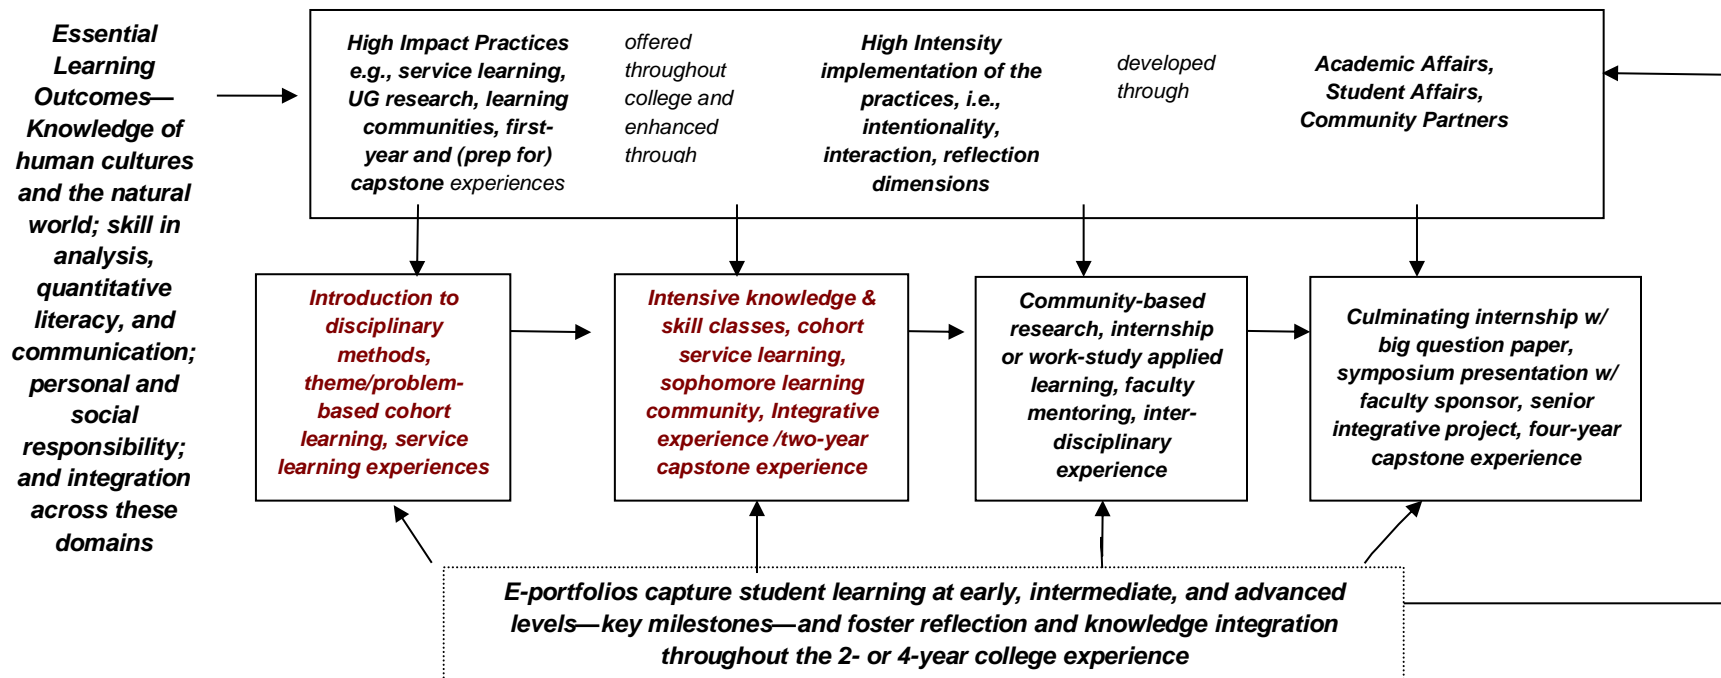 Essential
Learning
Outcomes—
Knowledge of
human cultures
and the natural
world; skill in
analysis,
quantitative
literacy, and
communication;
personal and
social
responsibility;
and integration
across these
domains
High Impact Practices
e.g., service learning,
UG research, learning
communities, first-
year and (prep for)
capstone experiences
offered
throughout
college and
enhanced
through
High Intensity
implementation of the
practices, i.e.,
intentionality,
interaction, reflection
dimensions
developed
through
Academic Affairs,
Student Affairs,
Community Partners
Introduction to
disciplinary
methods,
theme/problem-
based cohort
learning, service
learning experiences
Intensive knowledge &
skill classes, cohort
service learning,
sophomore learning
community, Integrative
experience /two-year
capstone experience
Community-based
research, internship
or work-study applied
learning, faculty
mentoring, inter-
disciplinary
experience
Culminating internship w/
big question paper,
symposium presentation w/
faculty sponsor, senior
integrative project, four-year
capstone experience
E-portfolios capture student learning at early, intermediate, and advanced
levels—key milestones—and foster reflection and knowledge integration
throughout the 2- or 4-year college experience